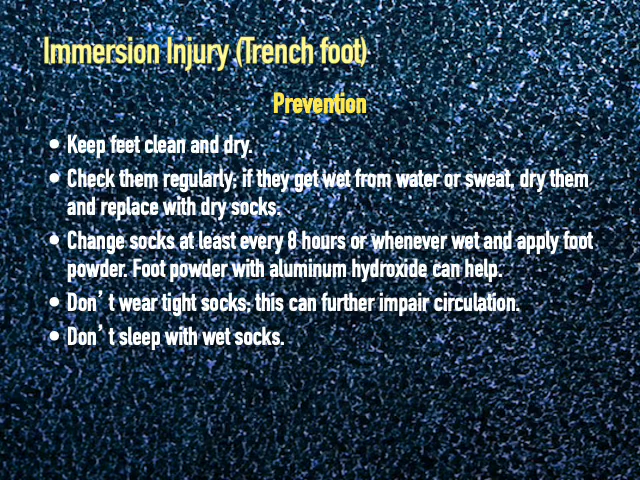 Immersion Injury (Trench foot)
Prevention
• Keep feet clean and dry.
• Check them regularly; if they get wet from water or sweat, dry them
and replace with dry socks.
• Change socks at least every 8 hours or whenever wet and apply foot
powder. Foot powder with aluminum hydroxide can help.
• Don’t wear tight socks; this can further impair circulation.
• Don’t sleep with wet socks.